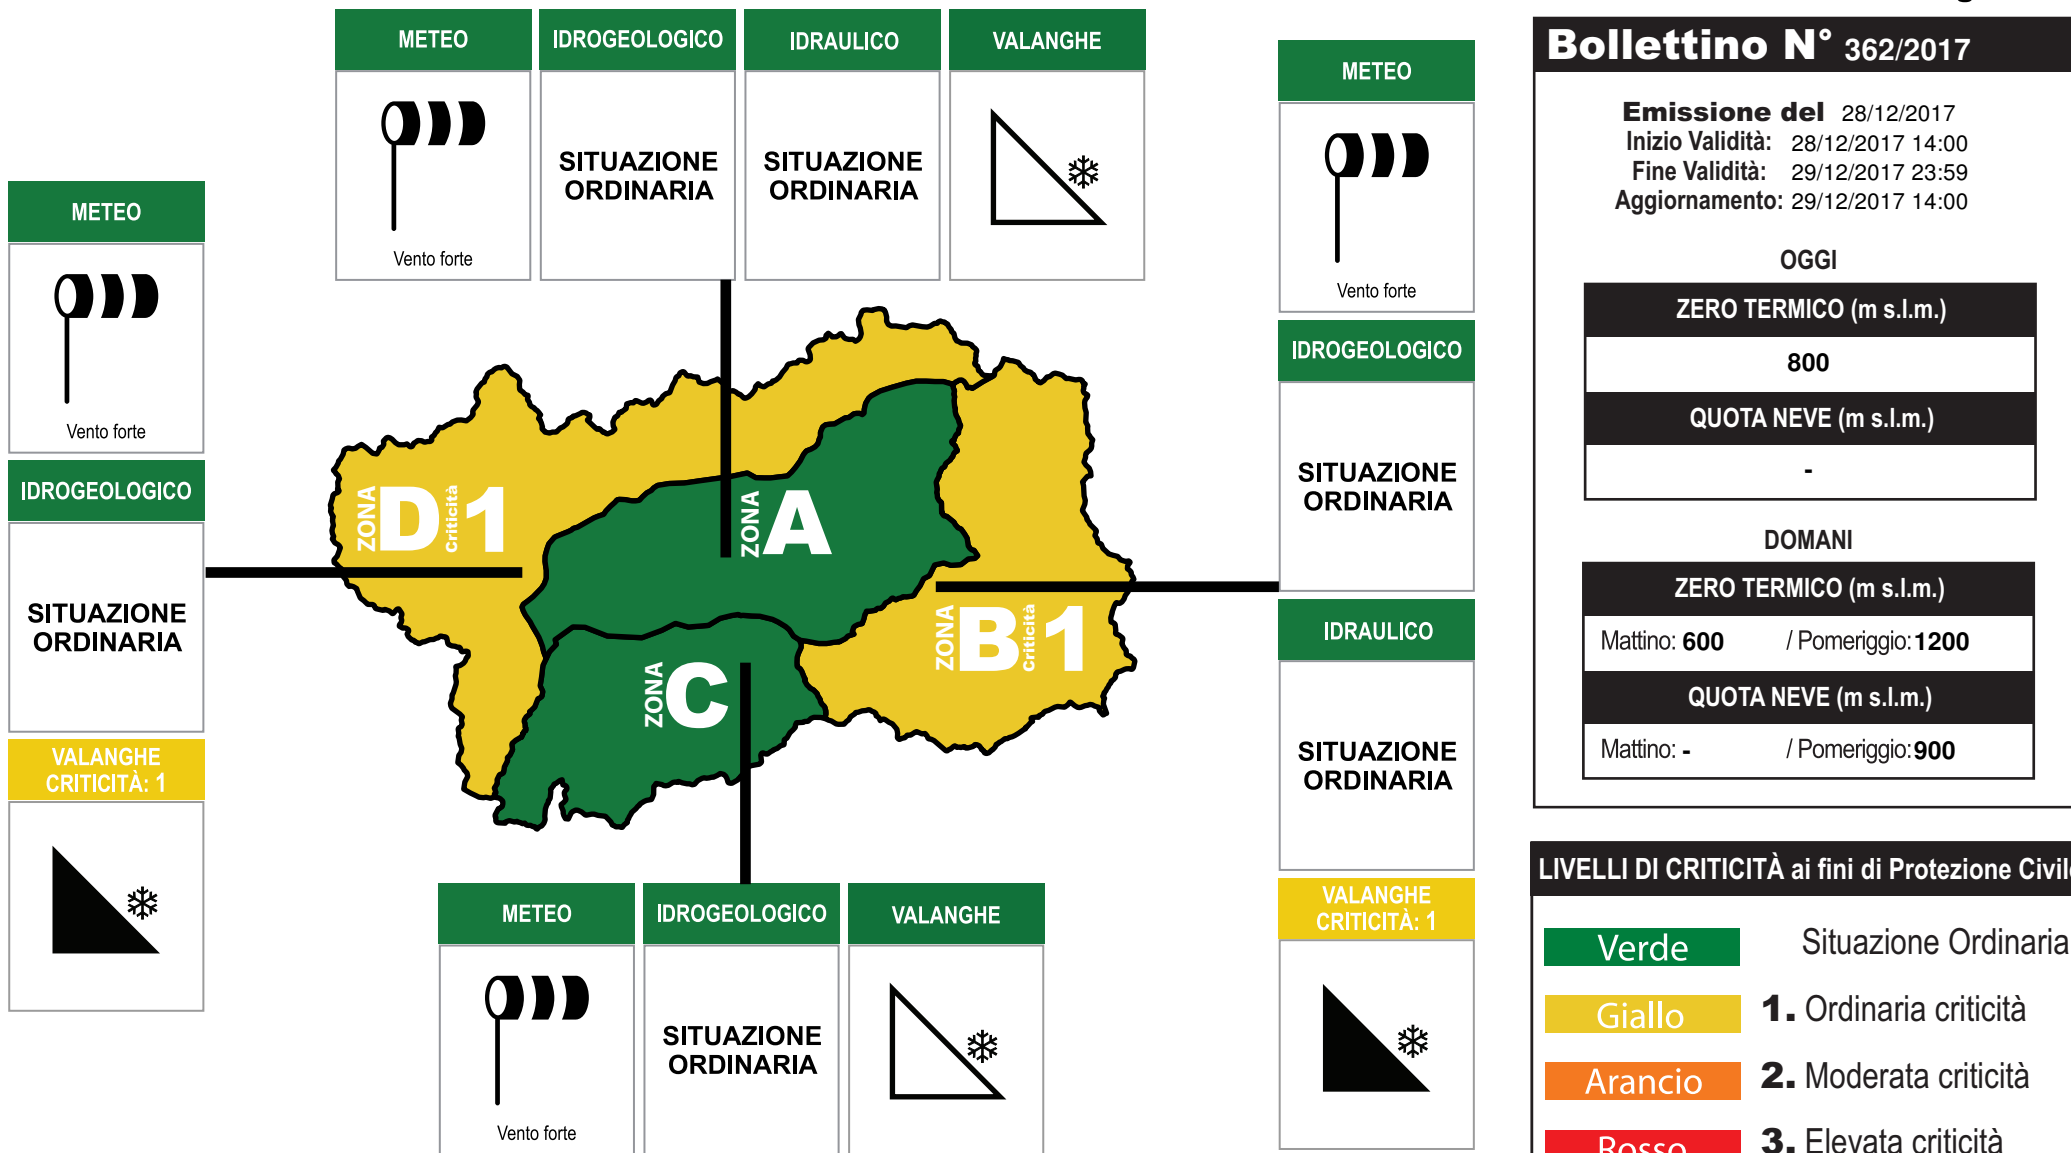 METEO
IDROGEOLOGICO
IDRAULICO
VALANGHE
Vento forte
SITUAZIONE
ORDINARIA
SITUAZIONE
ORDINARIA
METEO
Vento forte
IDROGEOLOGICO
SITUAZIONE
ORDINARIA
VALANGHE
CRITICITÀ: 1
METEO
Vento forte
IDROGEOLOGICO
SITUAZIONE
ORDINARIA
IDRAULICO
SITUAZIONE
ORDINARIA
VALANGHE
CRITICITÀ: 1
ZONA D Criticità 1
ZONA A
ZONA B Criticità 1
ZONA C
METEO
IDROGEOLOGICO
VALANGHE
Vento forte
SITUAZIONE
ORDINARIA
Bollettino N° 362/2017
Emissione del 28/12/2017
Inizio Validità: 28/12/2017 14:00
Fine Validità: 29/12/2017 23:59
Aggiornamento: 29/12/2017 14:00
OGGI
ZERO TERMICO (m s.l.m.)
800
QUOTA NEVE (m s.l.m.)
-
DOMANI
ZERO TERMICO (m s.l.m.)
Mattino: 600 / Pomeriggio: 1200
QUOTA NEVE (m s.l.m.)
Mattino: - / Pomeriggio: 900
LIVELLI DI CRITICITÀ ai fini di Protezione Civile
Verde Situazione Ordinaria
Giallo 1. Ordinaria criticità
Arancio 2. Moderata criticità
Rosso 3. Elevata criticità